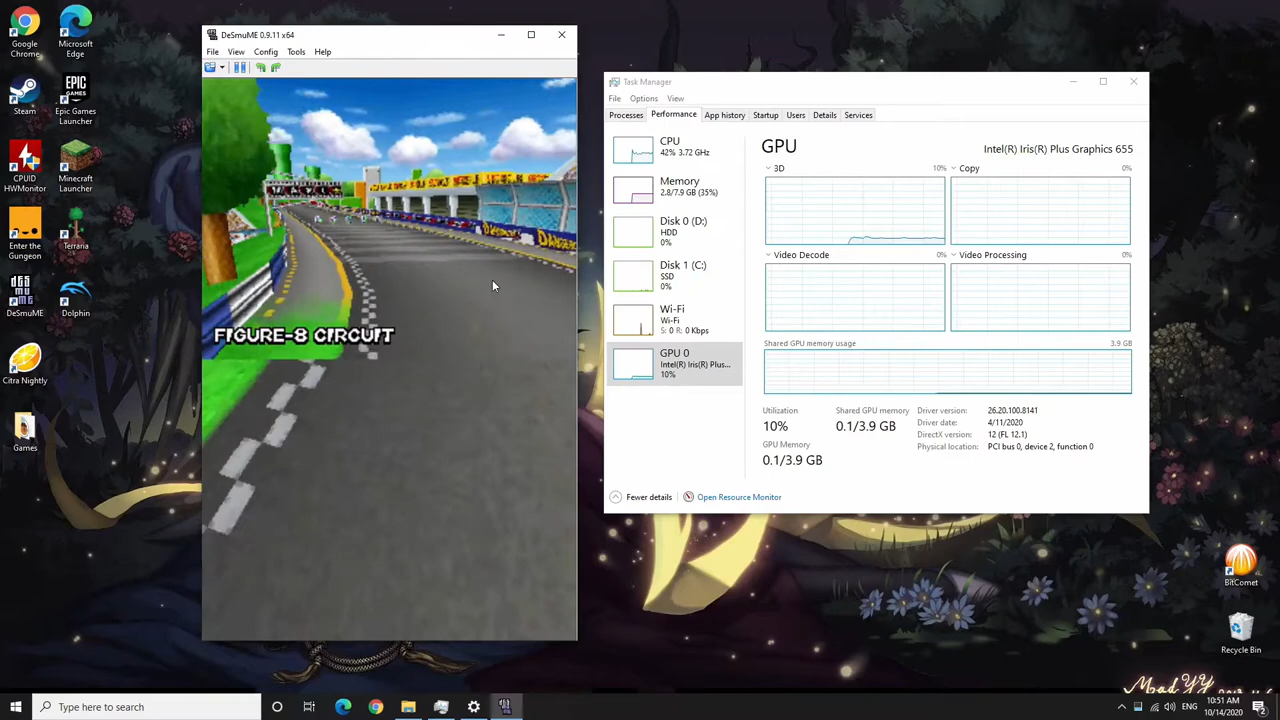 Google
Chrome
Microsoft
Edge
Steam
Epic Games
Launcher
CPUID
HWMonitor
Minecraft
Launcher
Enter the
Gungeon
Terraria
DeSmuME
Dolphin
Citra Nightly
Games
DeSmuME 0.9.11 x64
File View Config Tools Help
FIGURE-8 CIRCUIT
Task Manager
File Options View
Processes Performance App history Startup Users Details Services
CPU
42% 3.72 GHz
Memory
2.8/7.9 GB (35%)
Disk 0 (D:)
HDD
0%
Disk 1 (C:)
SSD
0%
Wi-Fi
Wi-Fi
S: 0 R: 0 Kbps
GPU 0
Intel(R) Iris(R) Plus...
10%
GPU
Intel(R) Iris(R) Plus Graphics 655
3D 10% Copy 0%
Video Decode 0% Video Processing 0%
Shared GPU memory usage 3.9 GB
Utilization
10%
Shared GPU memory
0.1/3.9 GB
GPU Memory
0.1/3.9 GB
Driver version: 26.20.100.8141
Driver date: 4/11/2020
DirectX version: 12 (FL 12.1)
Physical location: PCI bus 0, device 2, function 0
Fewer details Open Resource Monitor
BitComet
Recycle Bin
Type here to search
ENG
10:51 AM
10/14/2020
2